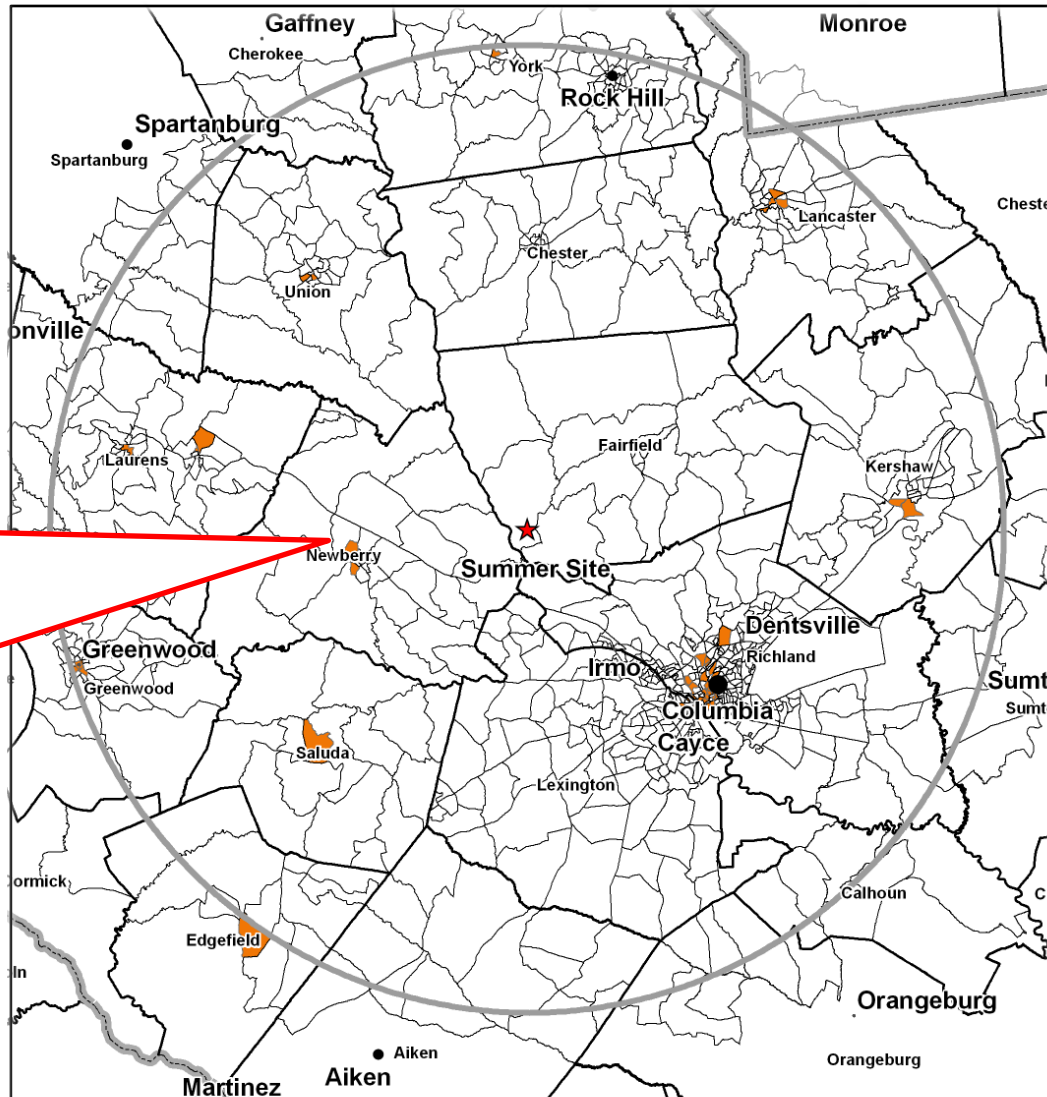 Gaffney
Monroe
Cherokee
York
Rock Hill
Spartanburg
Spartanburg
Lancaster
Cheste
Chester
Union
onville
Fairfield
Laurens
Kershaw
Newberry
Summer Site
Dentsville
Greenwood
Richland
Irmo
Greenwood
Sumt
Sumt
Columbia
Cayce
Saluda
Lexington
ormick
Calhoun
C
Edgefield
ln
Orangeburg
Aiken
Orangeburg
Aiken
Martinez